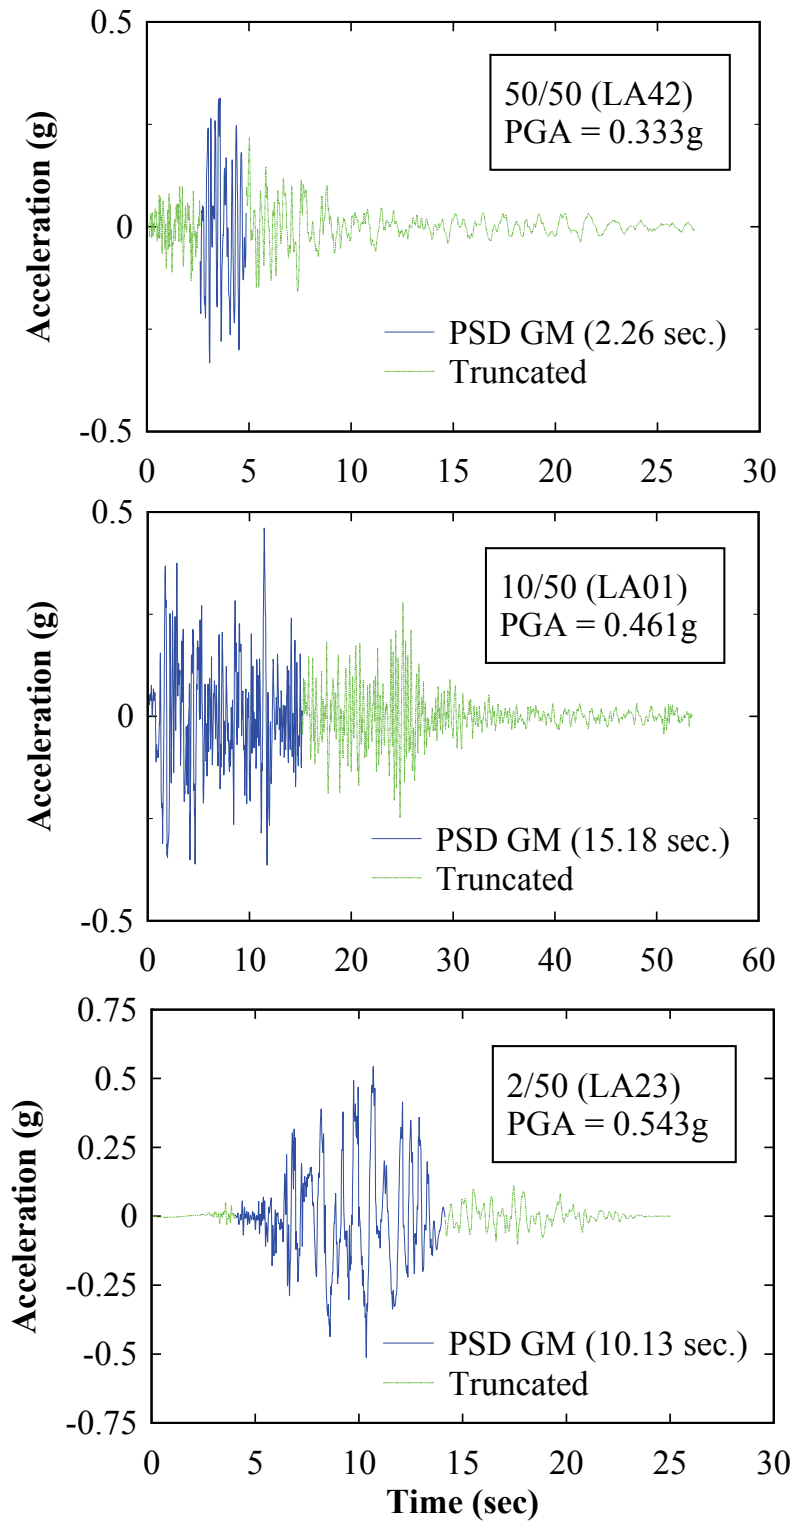 0.5
50/50 (LA42)
PGA = 0.333g
Acceleration (g)
0
PSD GM (2.26 sec.)
Truncated
-0.5
0 5 10 15 20 25 30
0.5
10/50 (LA01)
PGA = 0.461g
Acceleration (g)
0
PSD GM (15.18 sec.)
Truncated
-0.5
0 10 20 30 40 50 60
0.75
0.5
2/50 (LA23)
PGA = 0.543g
0.25
Acceleration (g)
0
-0.25
PSD GM (10.13 sec.)
-0.5
Truncated
-0.75
0 5 10 15 20 25 30
Time (sec)